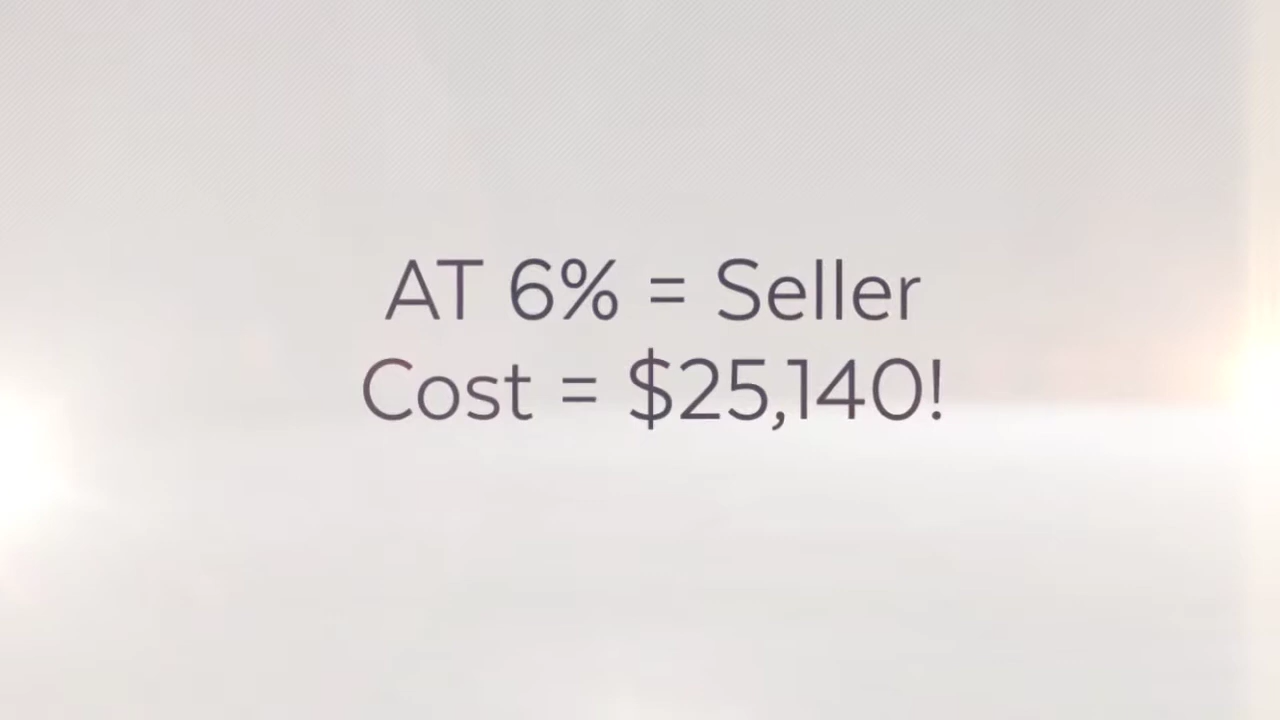 AT 6% = Seller
Cost = $25,140!